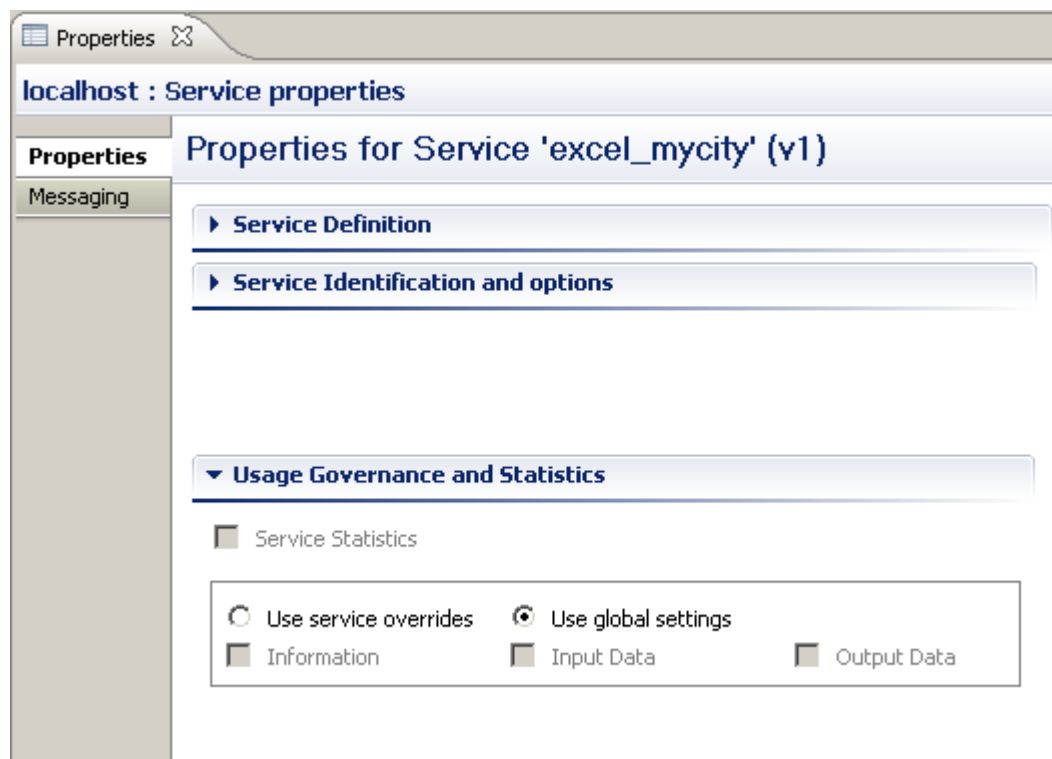 Properties
localhost : Service properties
Properties
Messaging
Properties for Service 'excel_mycity' (v1)
Service Definition
Service Identification and options
Usage Governance and Statistics
Service Statistics
Use service overrides Use global settings
Information Input Data Output Data